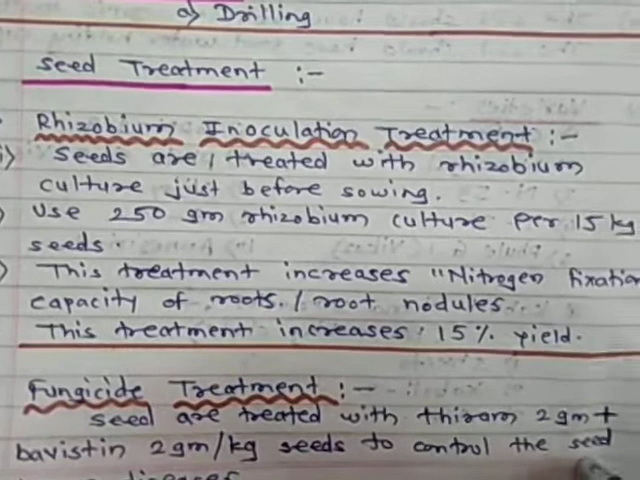 a) Drilling
Seed Treatment :-
Rhizobium Inoculation Treatment :-
i) Seeds are treated with rhizobium
culture just before sowing.
Use 250 gm rhizobium culture per 15 kg
seeds.
This treatment increases "Nitrogen fixation
capacity of roots / root nodules.
This treatment increases 15% yield.
Fungicide Treatment :-
seed are treated with thiram 2gm +
bavistin 2gm/kg seeds to control the seed
diseases